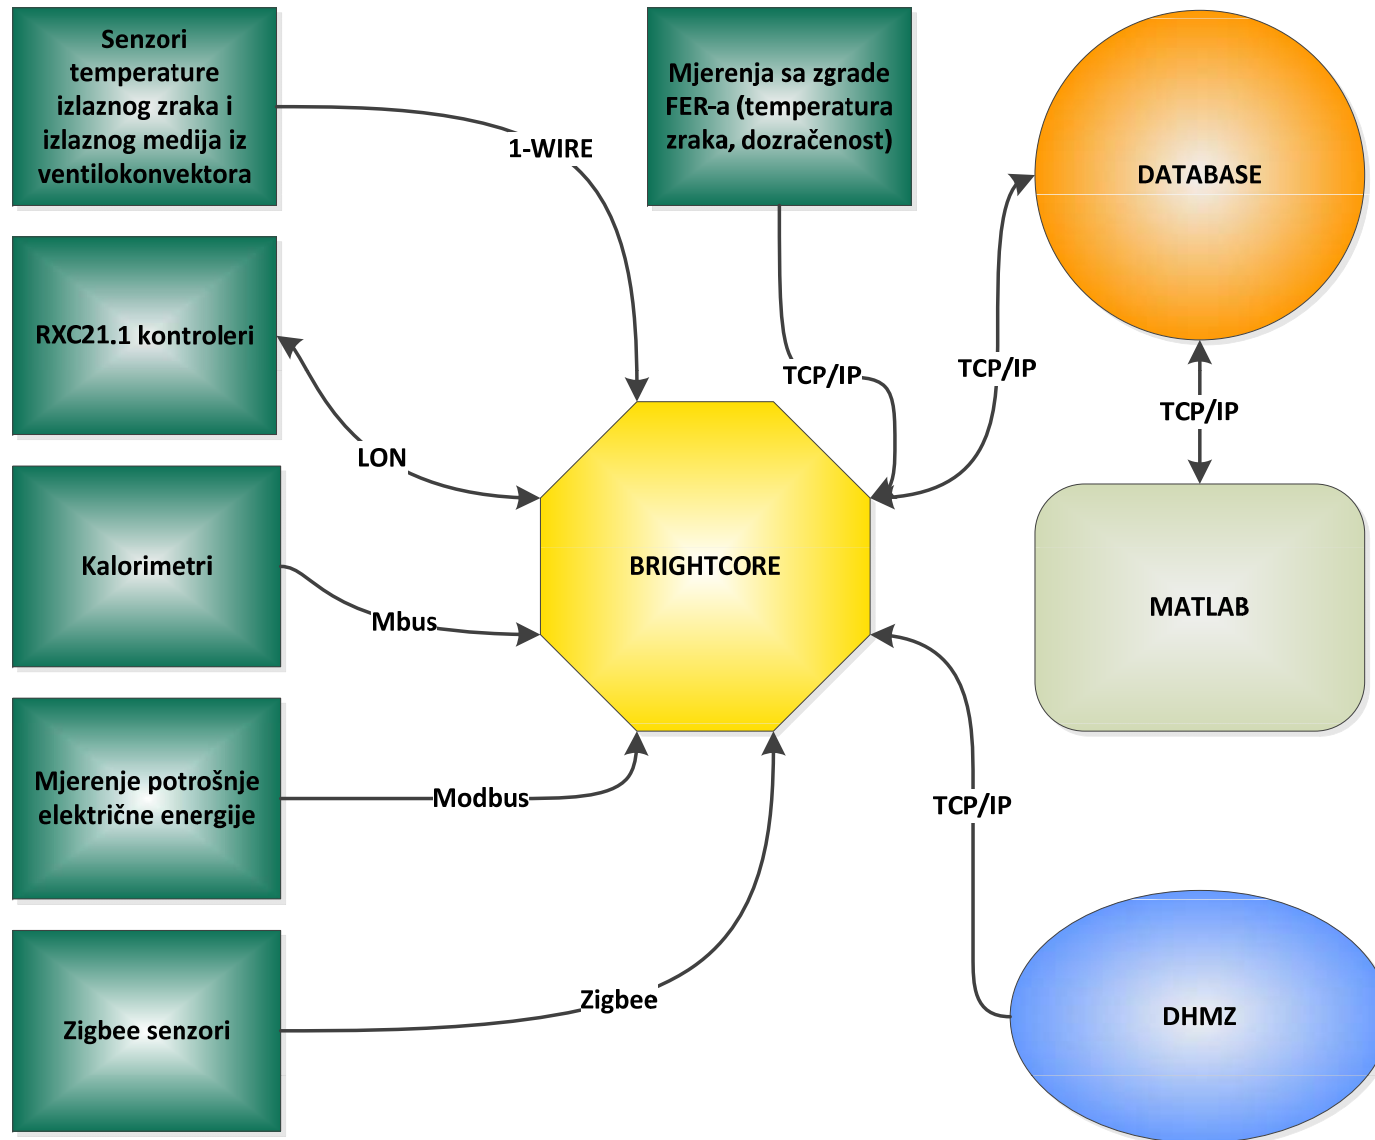 Senzori
temperature
izlaznog zraka i
izlaznog medija iz
ventilokonvektora
1-WIRE
Mjerenja sa zgrade
FER-a (temperatura
zraka, dozračenost)
DATABASE
RXC21.1 kontroleri
LON
TCP/IP
TCP/IP
TCP/IP
Kalorimetri
Mbus
BRIGHTCORE
MATLAB
Mjerenje potrošnje
električne energije
Modbus
TCP/IP
Zigbee senzori
Zigbee
DHMZ